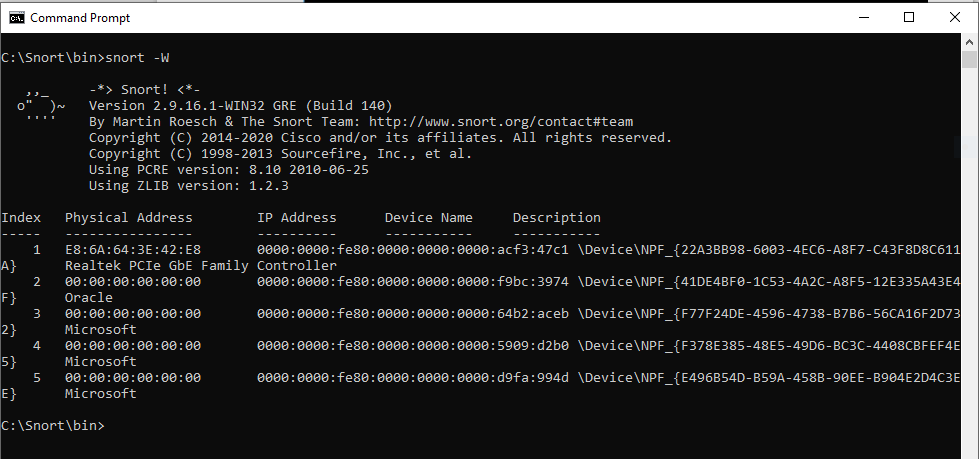 Command Prompt
C:\Snort\bin>snort -W
,,_     -*> Snort! <*-
o"  )~   Version 2.9.16.1-WIN32 GRE (Build 140)
''''    By Martin Roesch & The Snort Team: http://www.snort.org/contact#team
Copyright (C) 2014-2020 Cisco and/or its affiliates. All rights reserved.
Copyright (C) 1998-2013 Sourcefire, Inc., et al.
Using PCRE version: 8.10 2010-06-25
Using ZLIB version: 1.2.3
Index   Physical Address        IP Address      Device Name     Description
-----   ----------------        ----------      -----------     -----------
1   E8:6A:64:3E:42:E8       0000:0000:fe80:0000:0000:0000:acf3:47c1 \Device\NPF_{22A3BB98-6003-4EC6-A8F7-C43F8D8C611
A}      Realtek PCIe GbE Family Controller
2   00:00:00:00:00:00       0000:0000:fe80:0000:0000:0000:f9bc:3974 \Device\NPF_{41DE4BF0-1C53-4A2C-A8F5-12E335A43E4
F}      Oracle
3   00:00:00:00:00:00       0000:0000:fe80:0000:0000:0000:64b2:aceb \Device\NPF_{F77F24DE-4596-4738-B7B6-56CA16F2D73
2}      Microsoft
4   00:00:00:00:00:00       0000:0000:fe80:0000:0000:0000:5909:d2b0 \Device\NPF_{F378E385-48E5-49D6-BC3C-4408CBFEF4E
5}      Microsoft
5   00:00:00:00:00:00       0000:0000:fe80:0000:0000:0000:d9fa:994d \Device\NPF_{E496B54D-B59A-458B-90EE-B904E2D4C3E
E}      Microsoft
C:\Snort\bin>